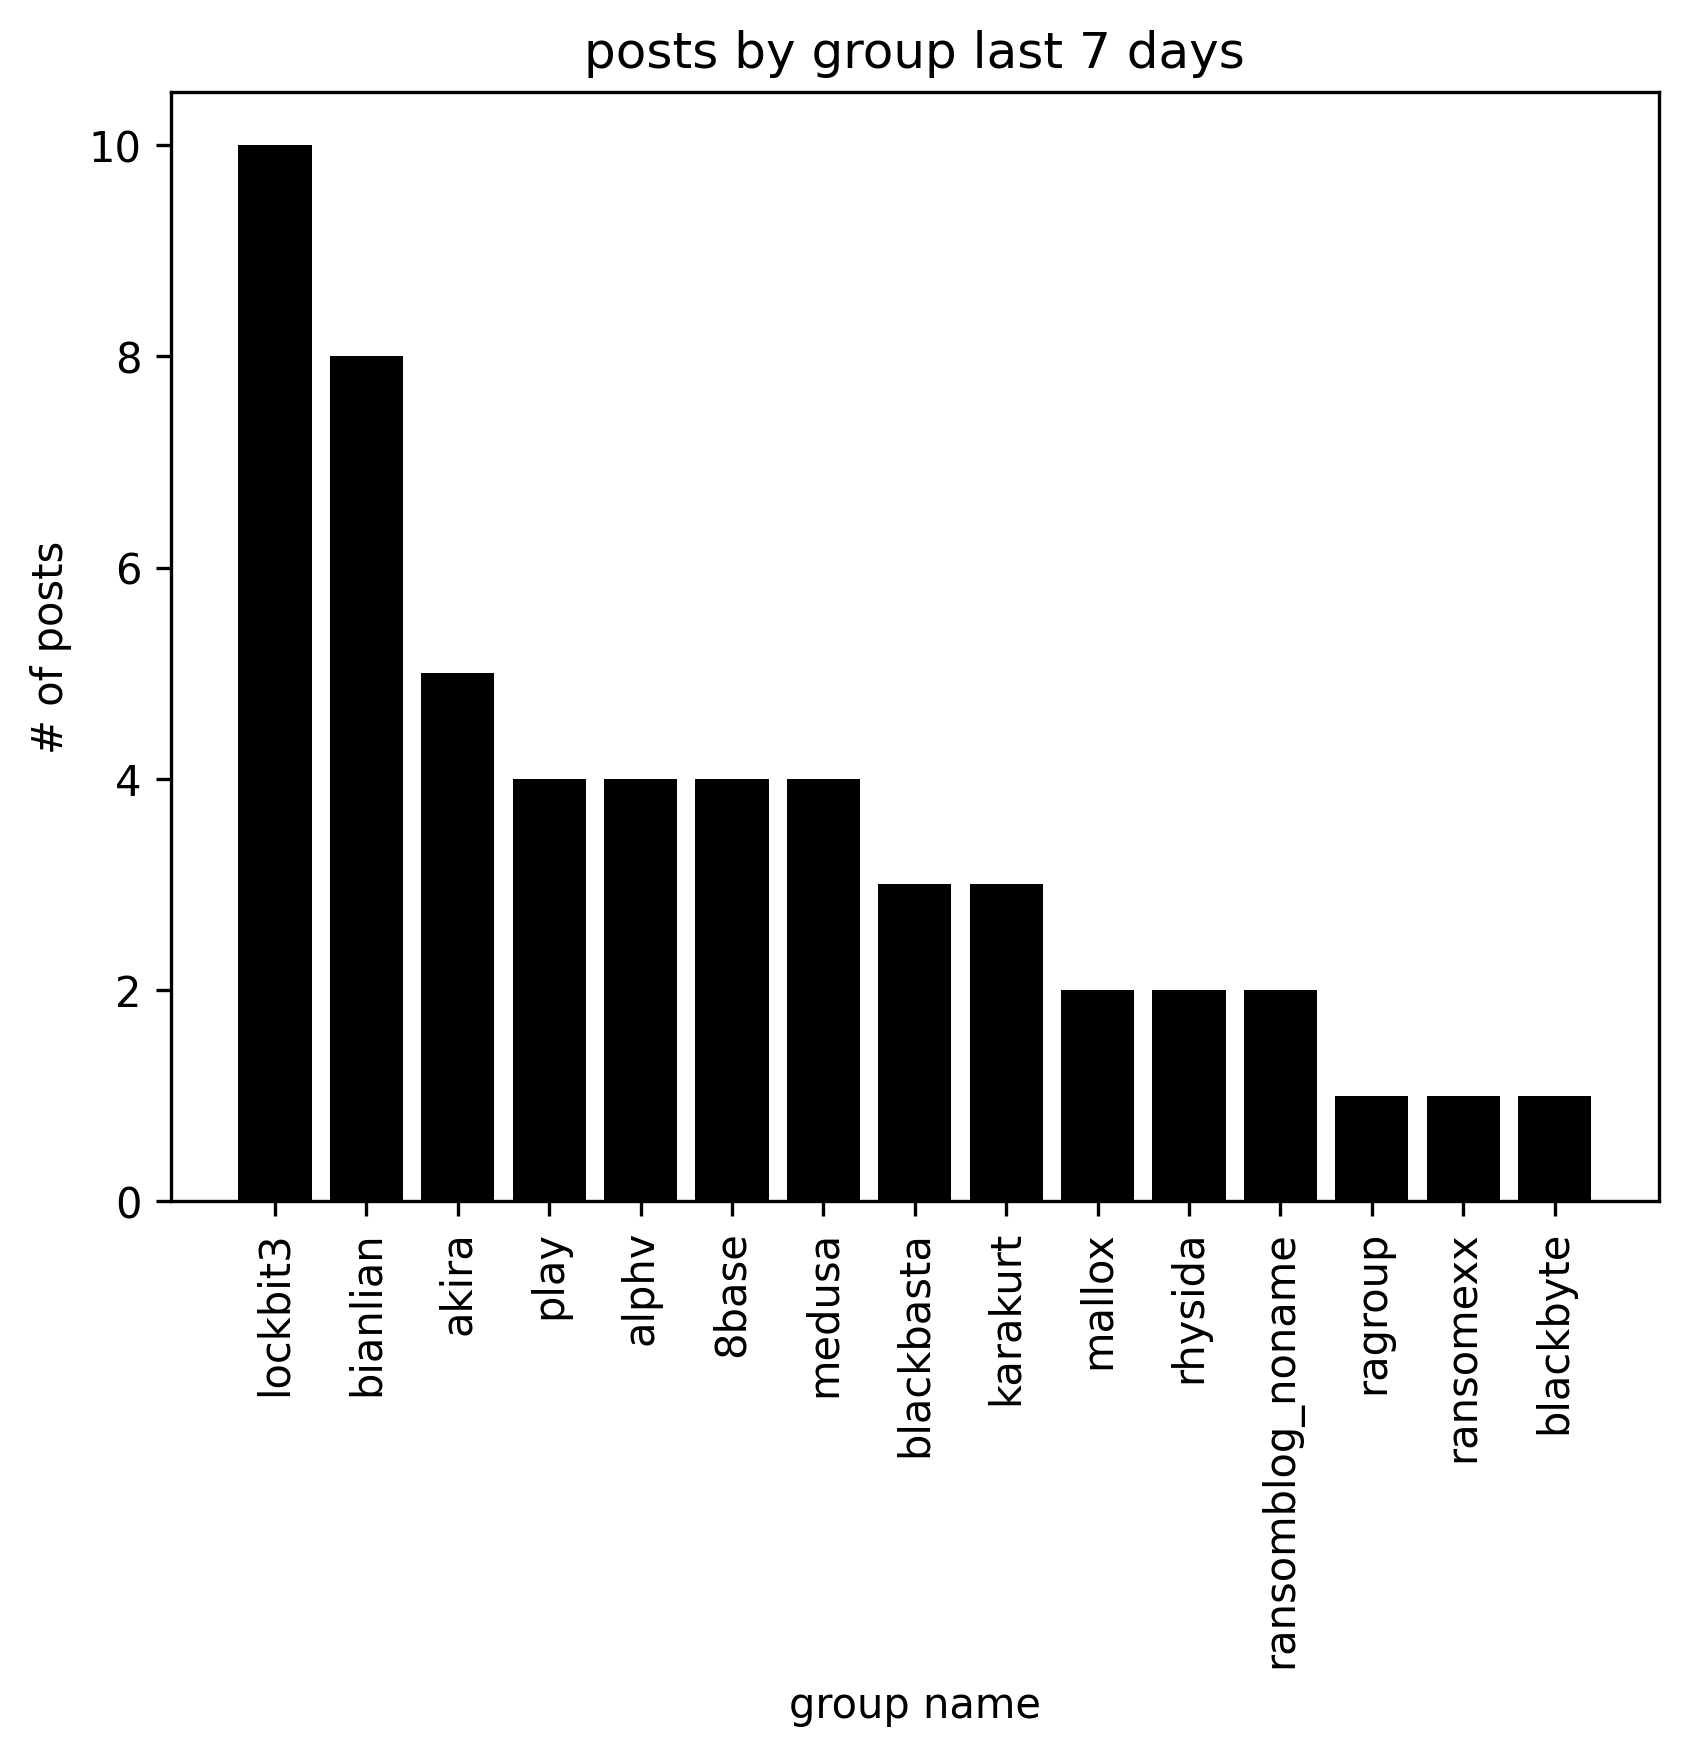 posts by group last 7 days
# of posts
10
8
6
4
2
0
lockbit3
bianlian
akira
play
alphv
8base
medusa
blackbasta
karakurt
mallox
rhysida
ransomblog_noname
ragroup
ransomexx
blackbyte
group name